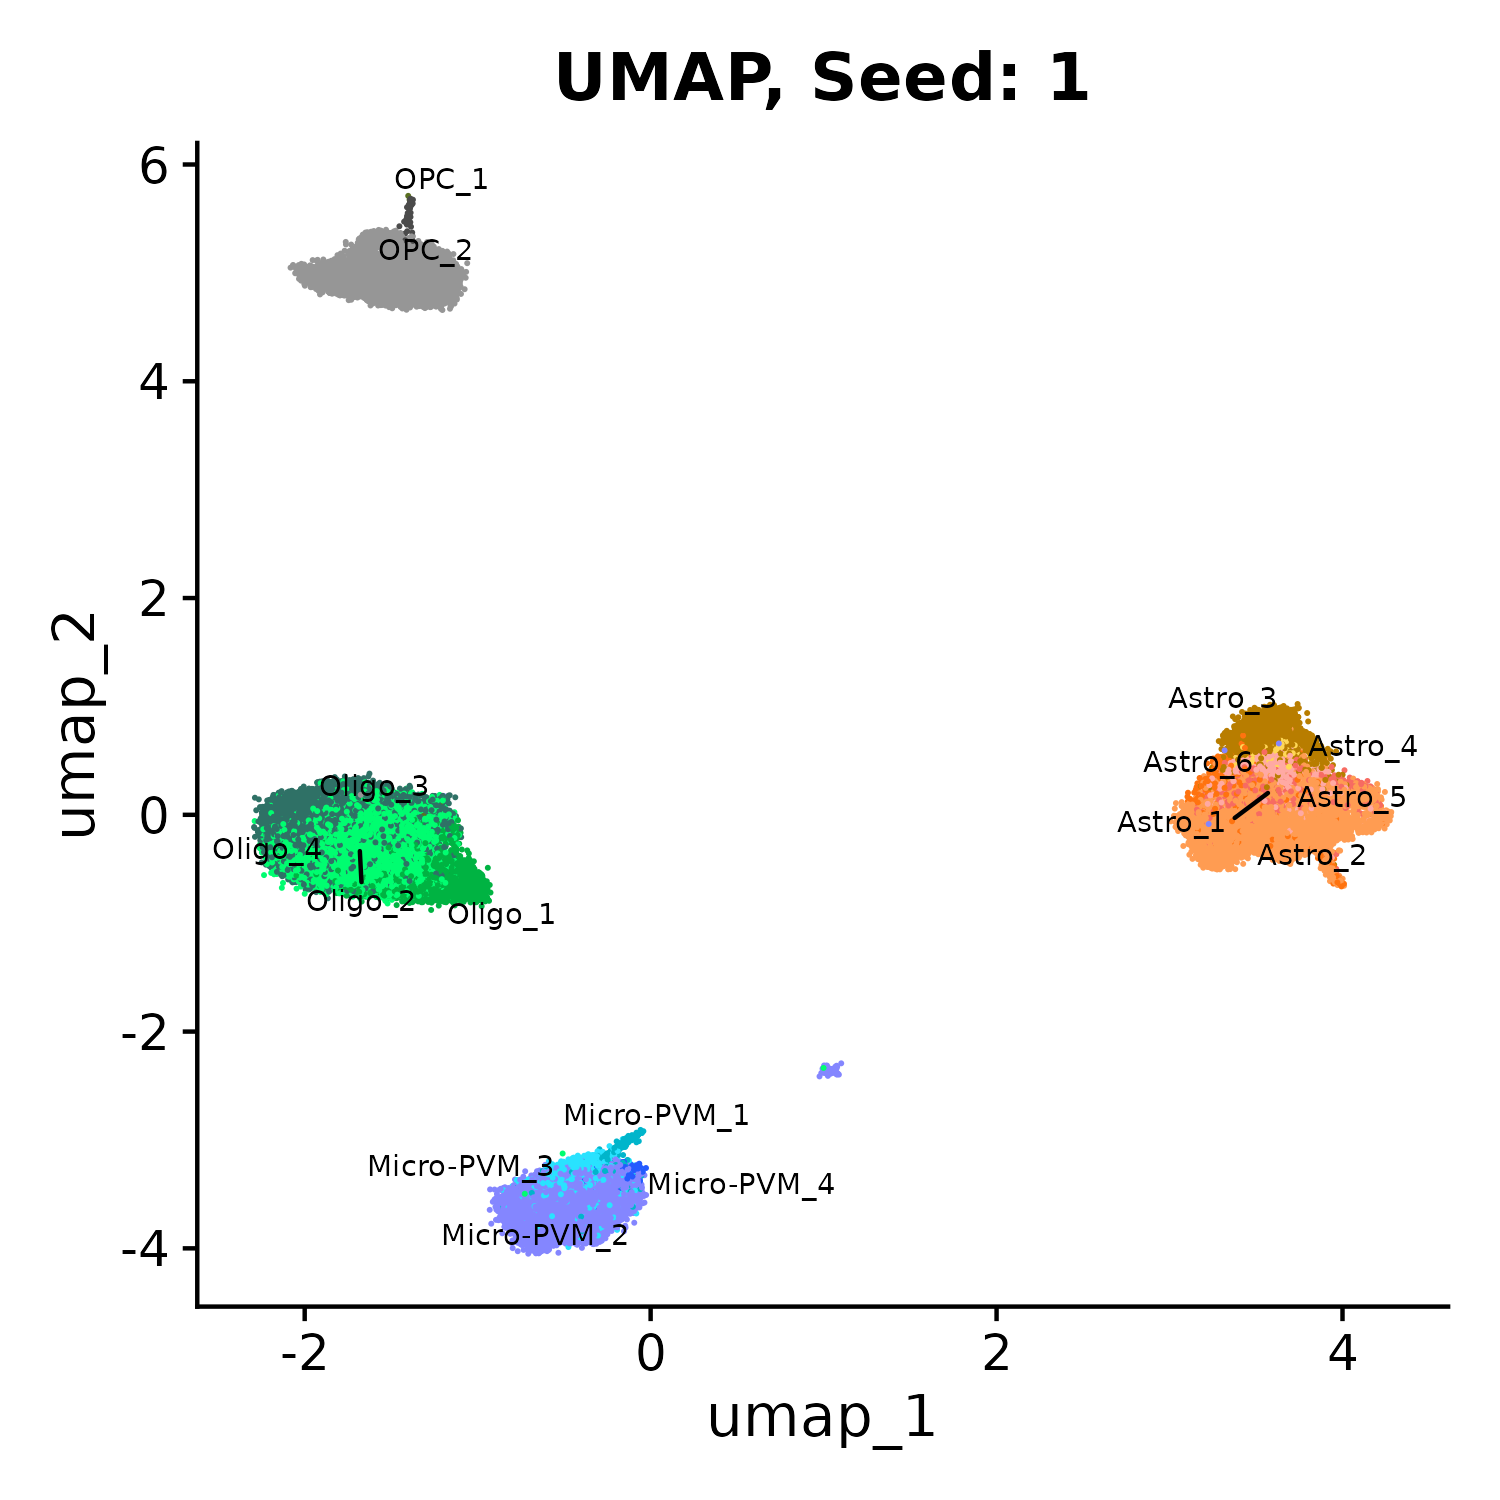 UMAP, Seed: 1
umap_2
6
4
2
0
-2
-4
OPC_1
OPC_2
Astro_3
Astro_4
Astro_6
Astro_5
Astro_1
Astro_2
Oligo_3
Oligo_4
Oligo_2
Oligo_1
Micro-PVM_1
Micro-PVM_3
Micro-PVM_4
Micro-PVM_2
-2
0
2
4
umap_1